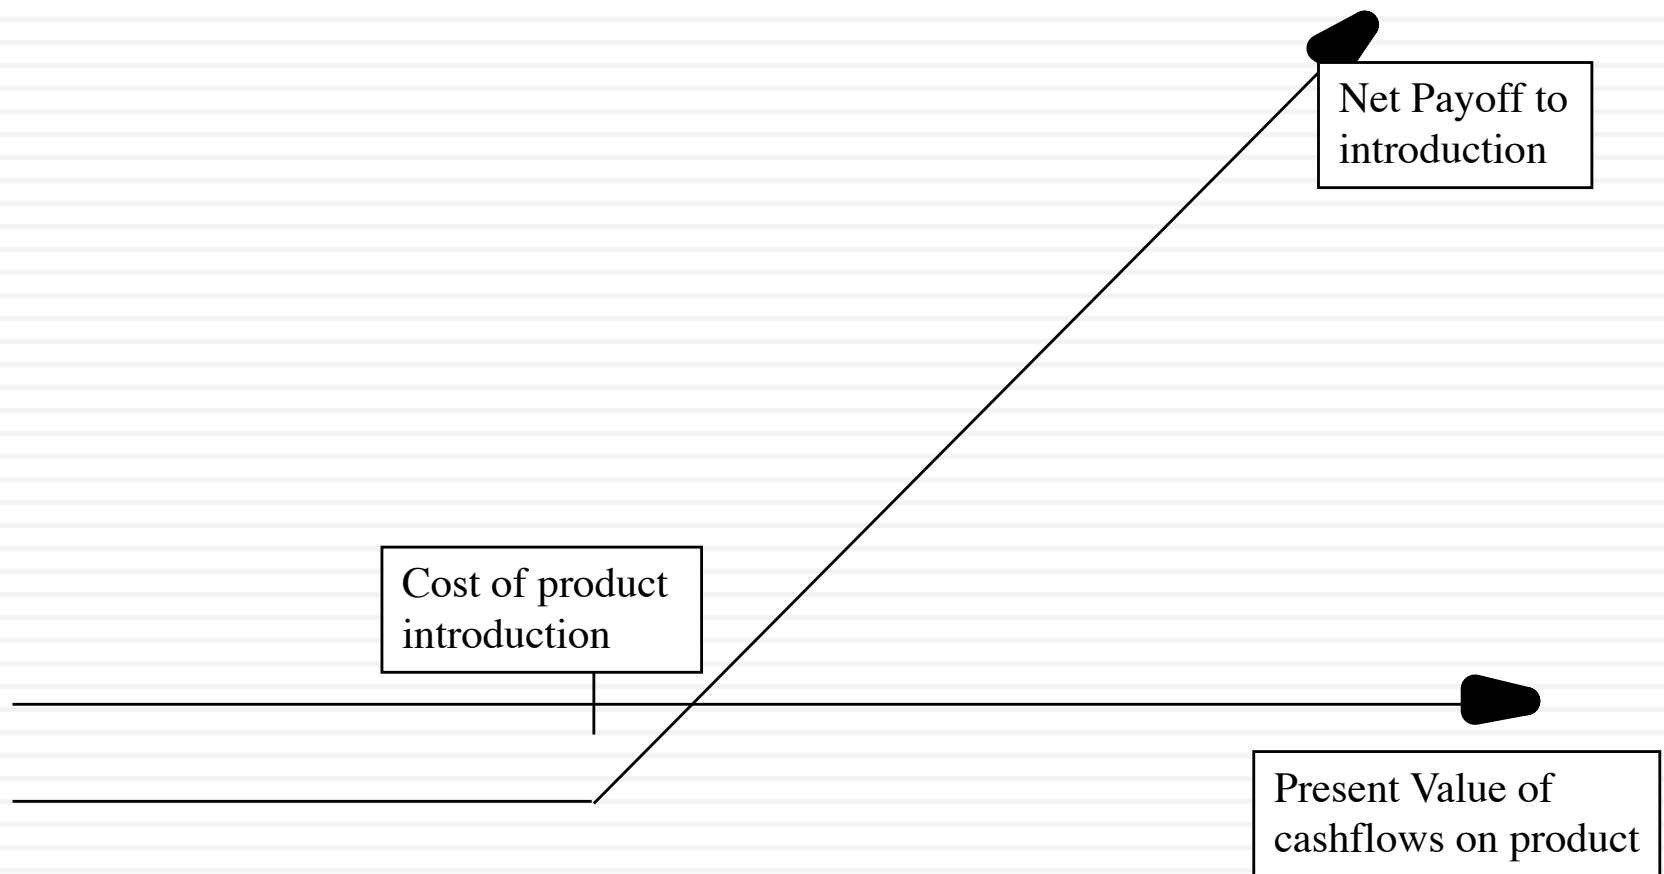 Net Payoff to
introduction
Cost of product
introduction
Present Value of
cashflows on product